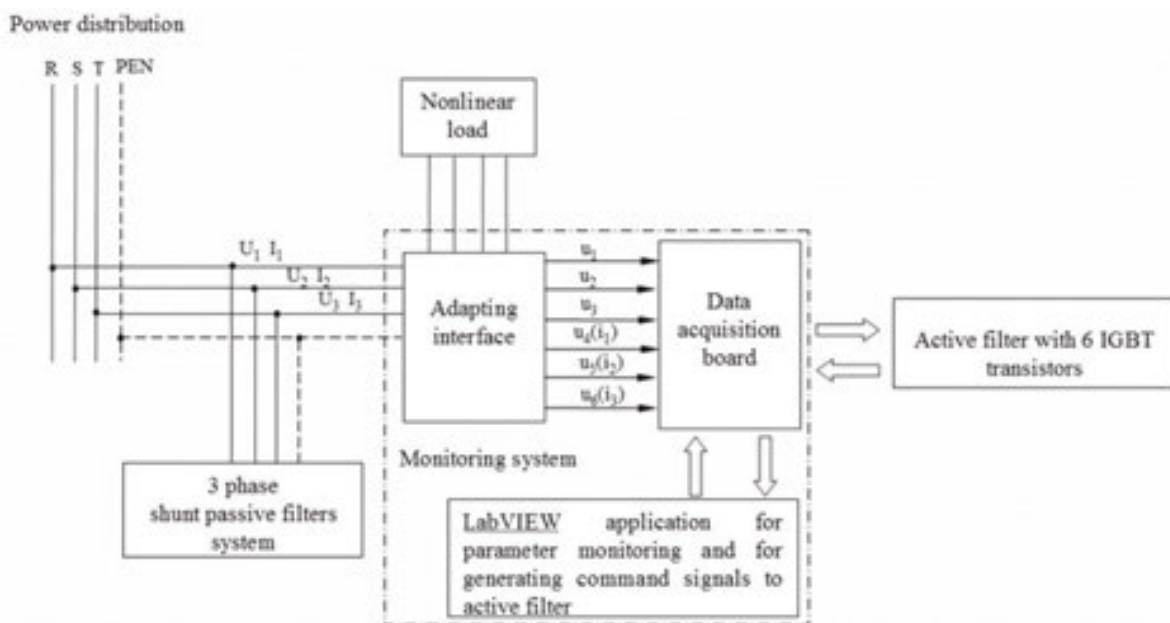 Power distribution
R S T PEN
Nonlinear
load
U₁ I₁
U₂ I₂
U₃ I₃
Adapting
interface
u₁
u₂
u₃
u₄(i₁)
u₅(i₂)
u₆(i₃)
Data
acquisition
board
Active filter with 6 IGBT
transistors
Monitoring system
3 phase
shunt passive filters
system
LabVIEW application for
parameter monitoring and for
generating command signals to
active filter